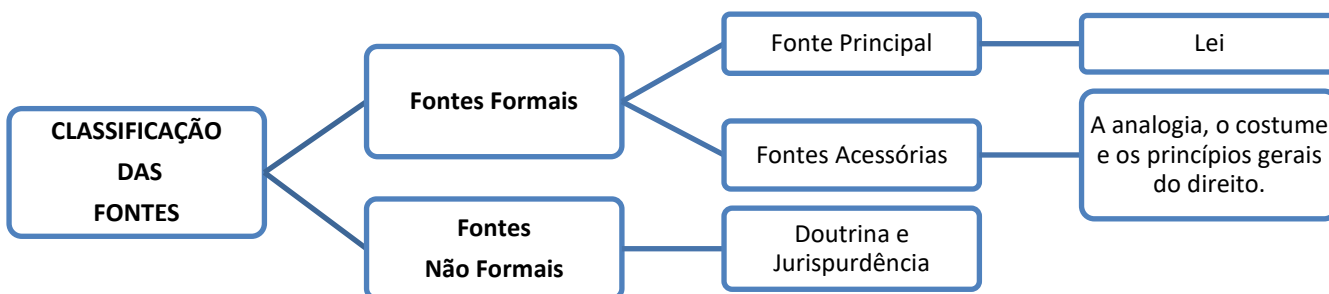 CLASSIFICAÇÃO
DAS
FONTES
Fontes Formais
Fonte Principal
Lei
Fontes Acessórias
A analogia, o costume
e os princípios gerais
do direito.
Fontes
Não Formais
Doutrina e
Jurispurdência